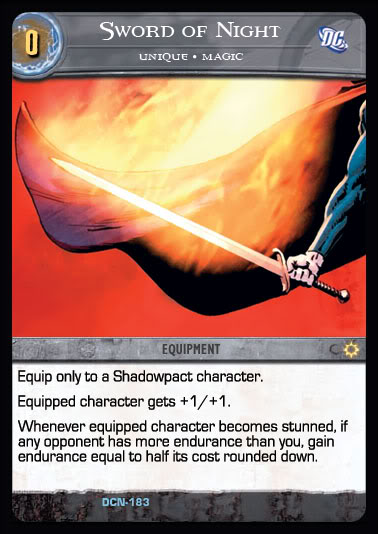 0
SWORD OF NIGHT
DC
UNIQUE • MAGIC
EQUIPMENT
C
Equip only to a Shadowpact character.
Equipped character gets +1/+1.
Whenever equipped character becomes stunned, if
any opponent has more endurance than you, gain
endurance equal to half its cost rounded down.
DCN-183